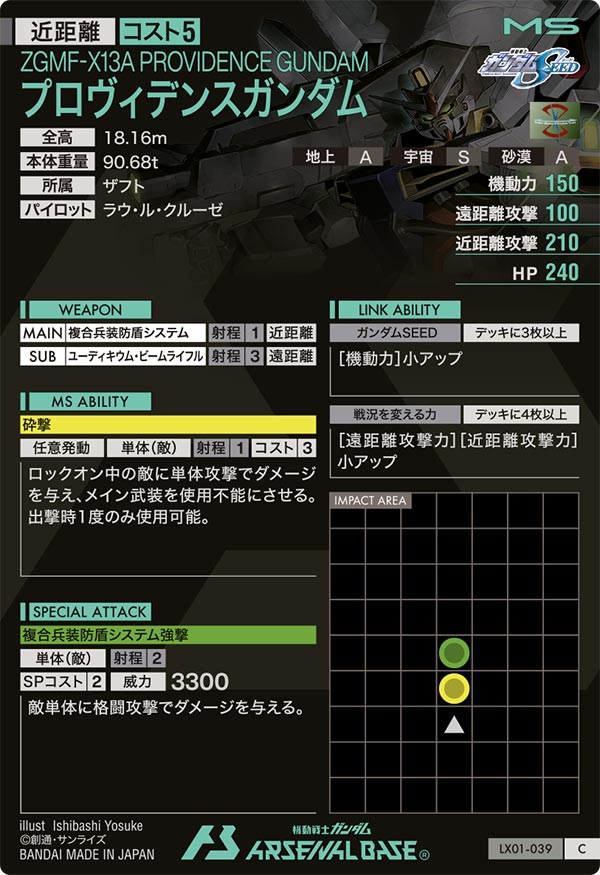 近距離 コスト5
MS
ZGMF-X13A PROVIDENCE GUNDAM
プロヴィデンスガンダム
機動戦士
ガンダムSEED
全高 18.16m
本体重量 90.68t
所属 ザフト
パイロット ラウ・ル・クルーゼ
地上 A 宇宙 S 砂漠 A
機動力 150
遠距離攻撃 100
近距離攻撃 210
HP 240
WEAPON
MAIN 複合兵装防盾システム 射程 1 近距離
SUB ユーディキウム・ビームライフル 射程 3 遠距離
MS ABILITY
砕撃
任意発動 単体(敵) 射程 1 コスト 3
ロックオン中の敵に単体攻撃でダメージ
を与え、メイン武装を使用不能にさせる。
出撃時1度のみ使用可能。
SPECIAL ATTACK
複合兵装防盾システム強撃
単体(敵) 射程 2
SPコスト 2 威力 3300
敵単体に格闘攻撃でダメージを与える。
LINK ABILITY
ガンダムSEED デッキに3枚以上
[機動力]小アップ
戦況を変える力 デッキに4枚以上
[遠距離攻撃力][近距離攻撃力]
小アップ
IMPACT AREA
illust Ishibashi Yosuke
©創通・サンライズ
BANDAI MADE IN JAPAN
機動戦士ガンダム
ARSENAL BASE®
LX01-039 C